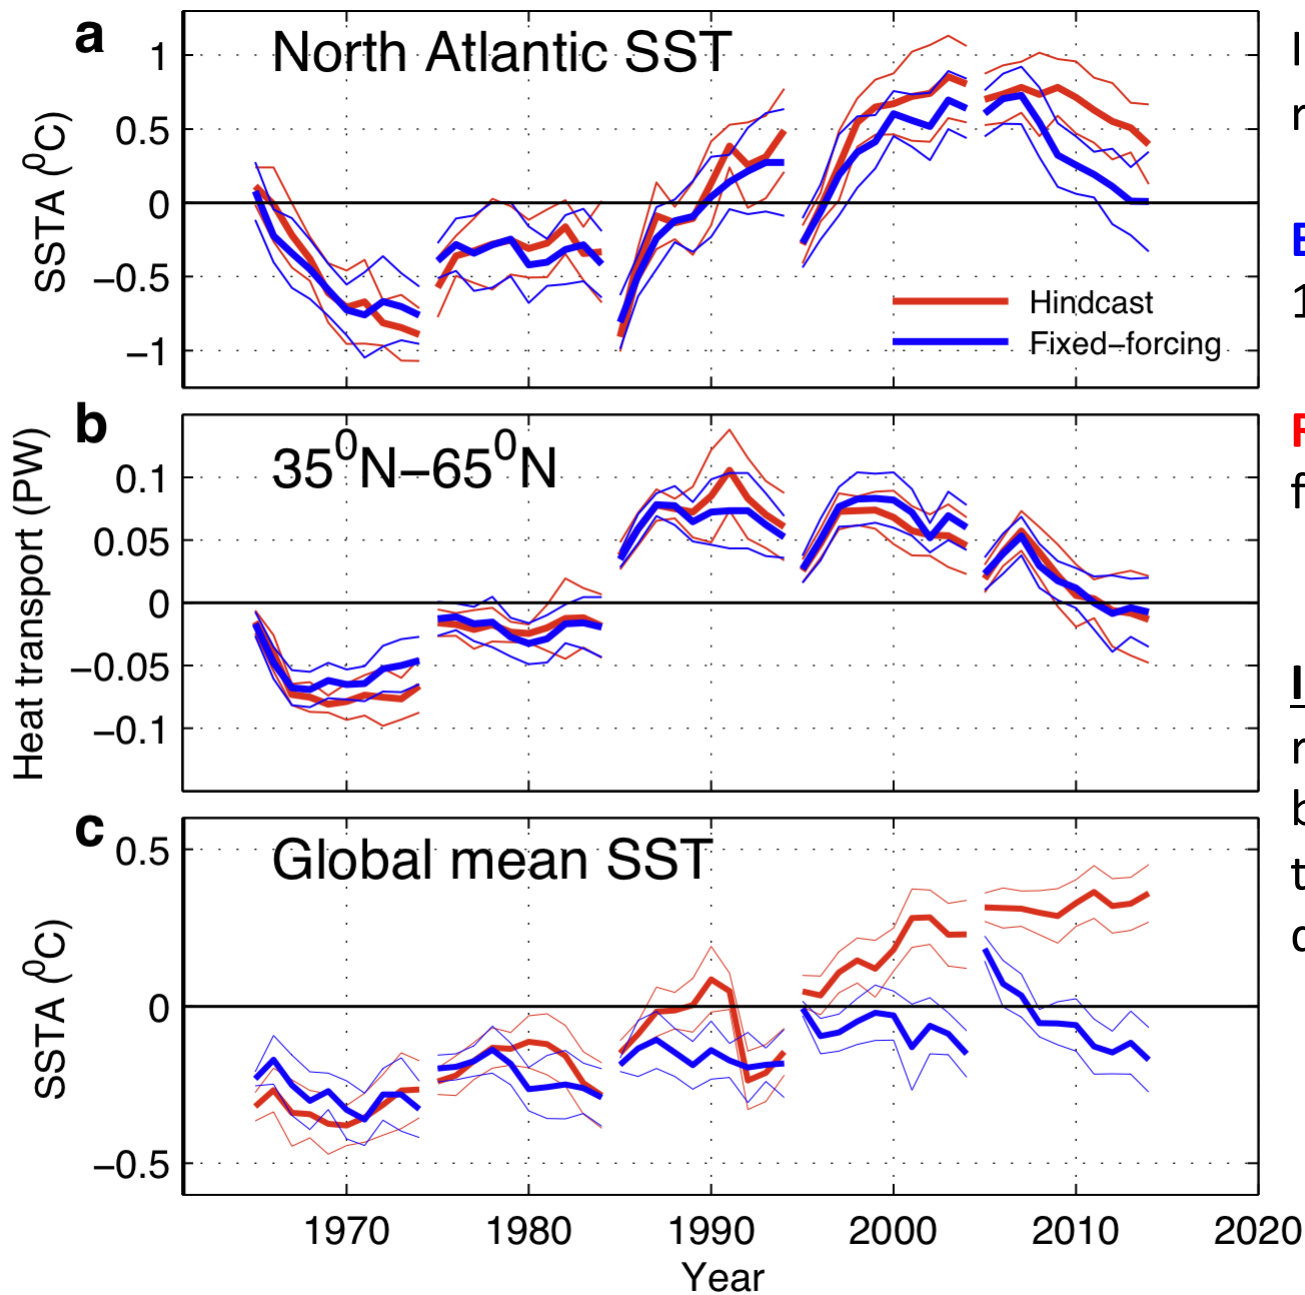 a
North Atlantic SST
SSTA (⁰C)
1
0.5
0
−0.5
−1
Hindcast
Fixed−forcing
b
35⁰N−65⁰N
Heat transport (PW)
0.1
0.05
0
−0.05
−0.1
c
Global mean SST
SSTA (⁰C)
0.5
0
−0.5
1970 1980 1990 2000 2010 2020
Year